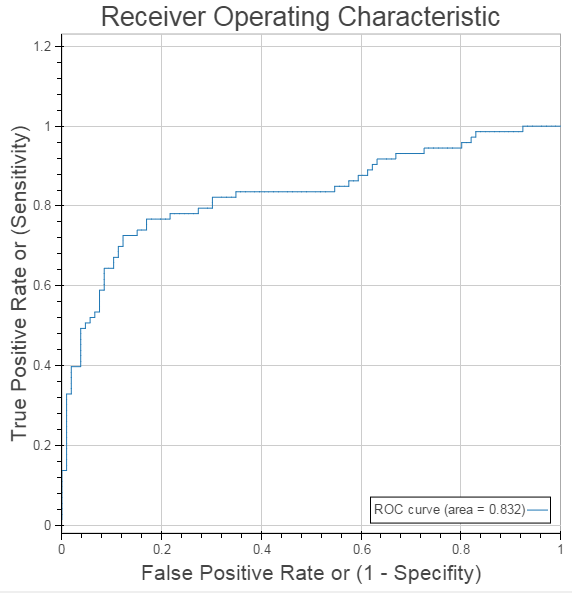 Receiver Operating Characteristic
True Positive Rate or (Sensitivity)
1.2
1
0.8
0.6
0.4
0.2
0
ROC curve (area = 0.832)
0 0.2 0.4 0.6 0.8 1
False Positive Rate or (1 - Specifity)